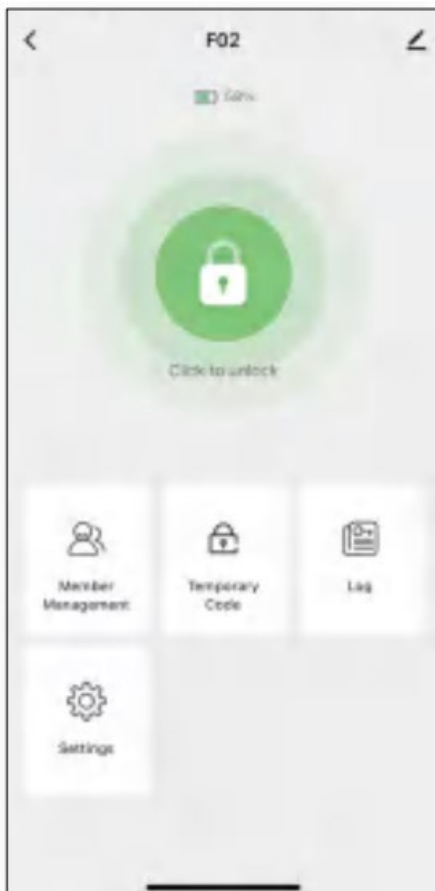 F02
Click to unlock
Member
Management
Temporary
Code
Log
Settings